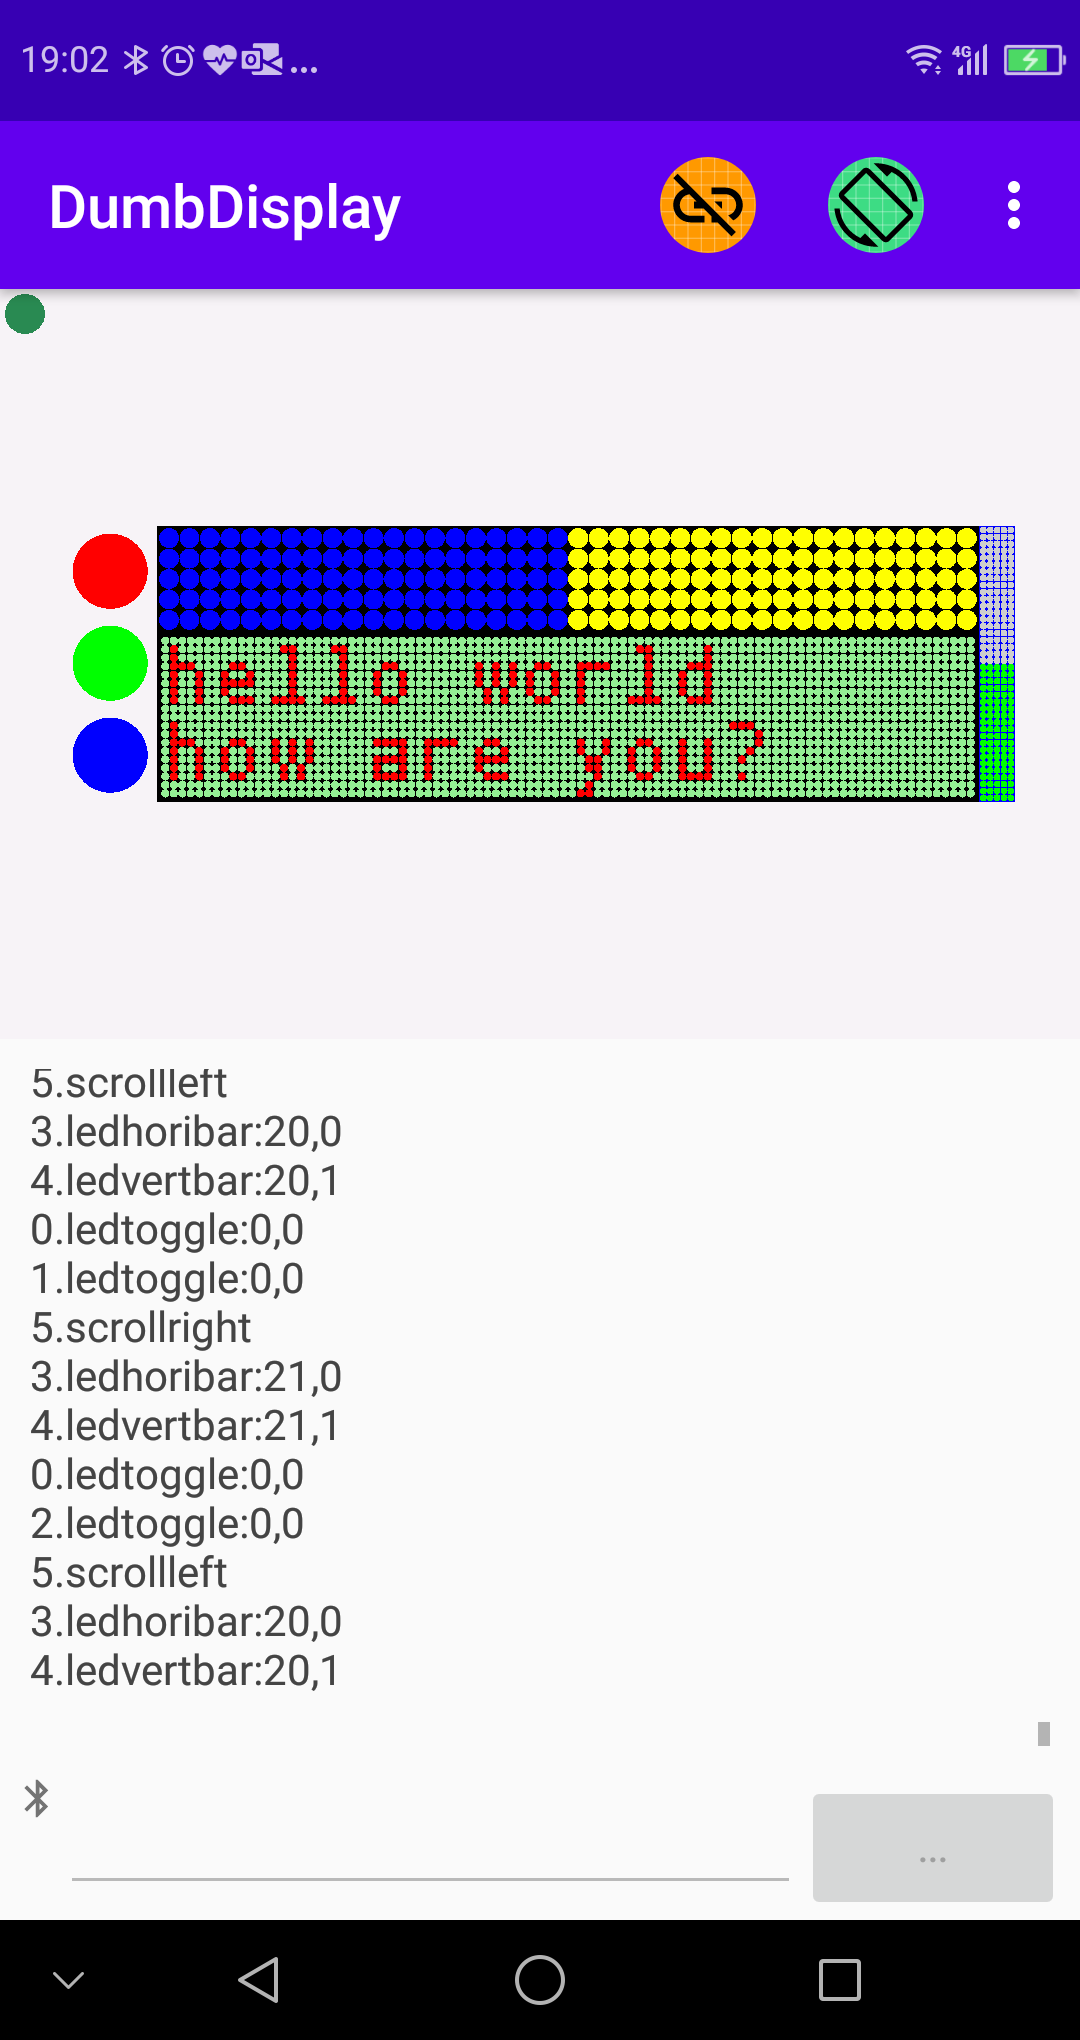 19:02
4G
DumbDisplay
hello world
how are you?
5.scrollleft
3.ledhoribar:20,0
4.ledvertbar:20,1
0.ledtoggle:0,0
1.ledtoggle:0,0
5.scrollright
3.ledhoribar:21,0
4.ledvertbar:21,1
0.ledtoggle:0,0
2.ledtoggle:0,0
5.scrollleft
3.ledhoribar:20,0
4.ledvertbar:20,1
...